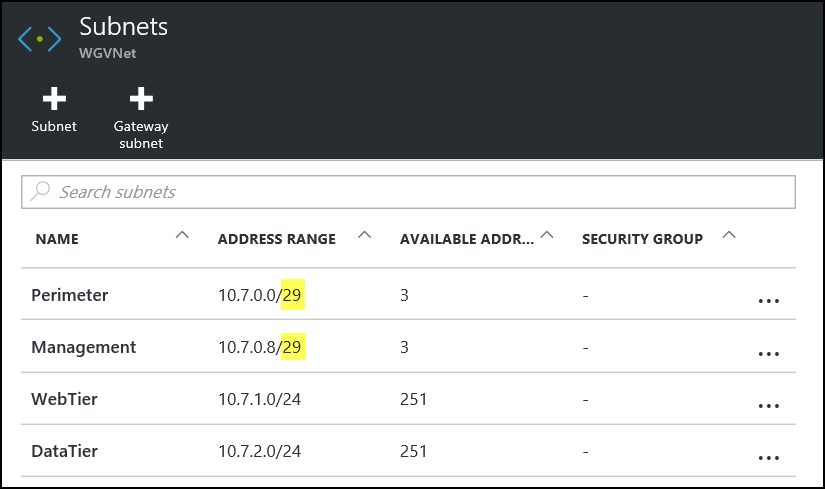 Subnets
WGVNet
Subnet
Gateway
subnet
Search subnets
NAME ADDRESS RANGE AVAILABLE ADDR... SECURITY GROUP
Perimeter 10.7.0.0/29 3 - ...
Management 10.7.0.8/29 3 - ...
WebTier 10.7.1.0/24 251 - ...
DataTier 10.7.2.0/24 251 - ...